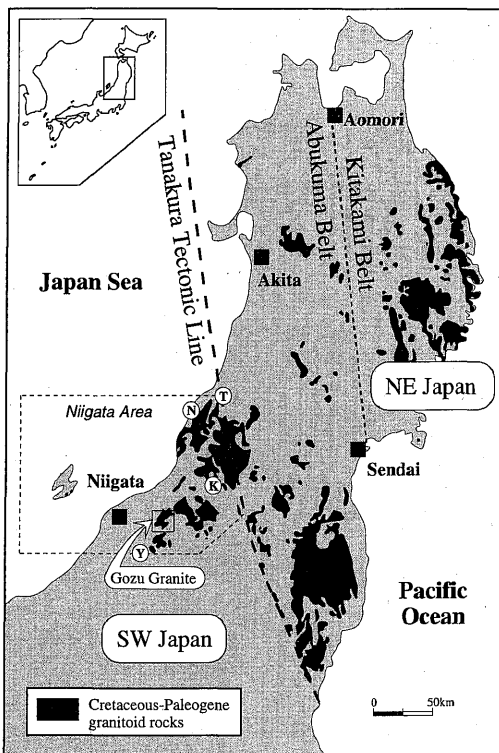 Aomori
Tanakura Tectonic Line
Abukuma Belt
Kitakami Belt
Japan Sea
Akita
NE Japan
Niigata Area
N
T
Sendai
Niigata
K
Y
Gozu Granite
Pacific
Ocean
SW Japan
Cretaceous-Paleogene
granitoid rocks
0
50km